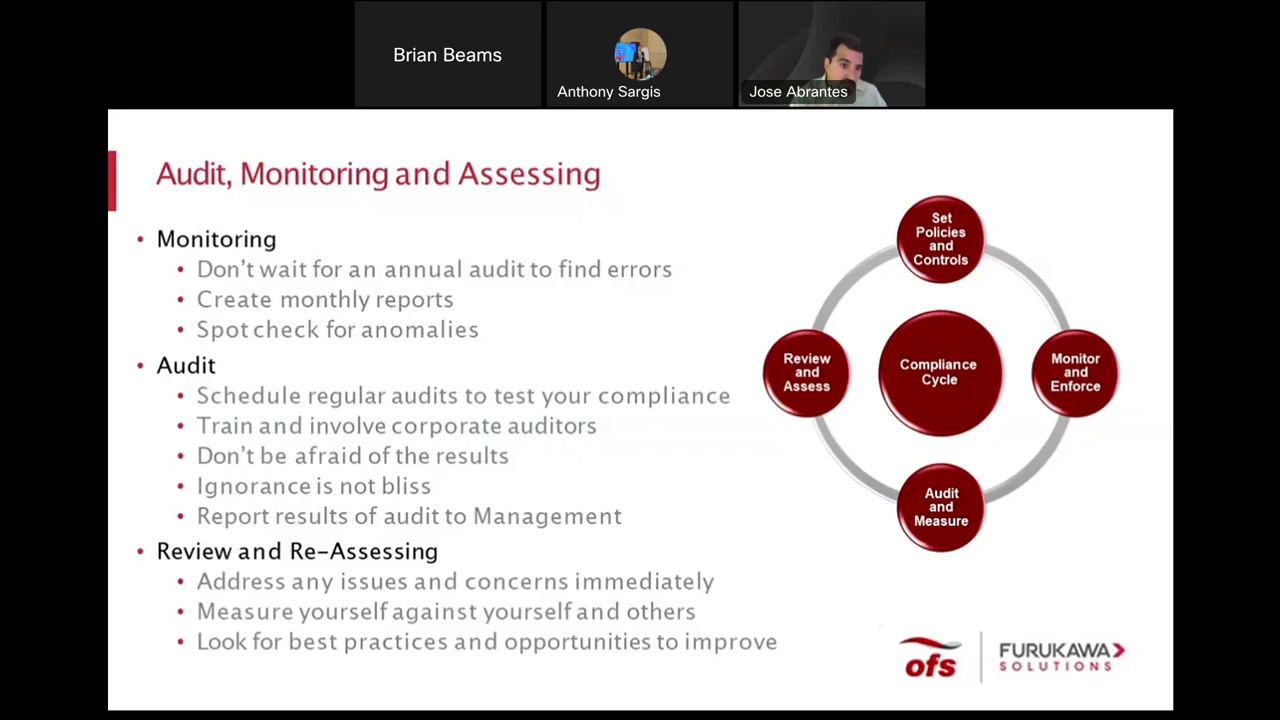 Brian Beams
Anthony Sargis
Jose Abrantes
Audit, Monitoring and Assessing
• Monitoring
• Don't wait for an annual audit to find errors
• Create monthly reports
• Spot check for anomalies
• Audit
• Schedule regular audits to test your compliance
• Train and involve corporate auditors
• Don't be afraid of the results
• Ignorance is not bliss
• Report results of audit to Management
• Review and Re-Assessing
• Address any issues and concerns immediately
• Measure yourself against yourself and others
• Look for best practices and opportunities to improve
Set
Policies
and
Controls
Review
and
Assess
Compliance
Cycle
Monitor
and
Enforce
Audit
and
Measure
ofs
FURUKAWA
SOLUTIONS